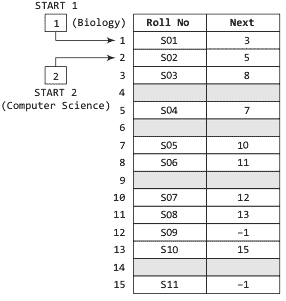 START 1
1 (Biology)
Roll No Next
1 S01 3
2 S02 5
2 3 S03 8
START 2 4
(Computer Science) 5 S04 7
6
7 S05 10
8 S06 11
9
10 S07 12
11 S08 13
12 S09 –1
13 S10 15
14
15 S11 –1